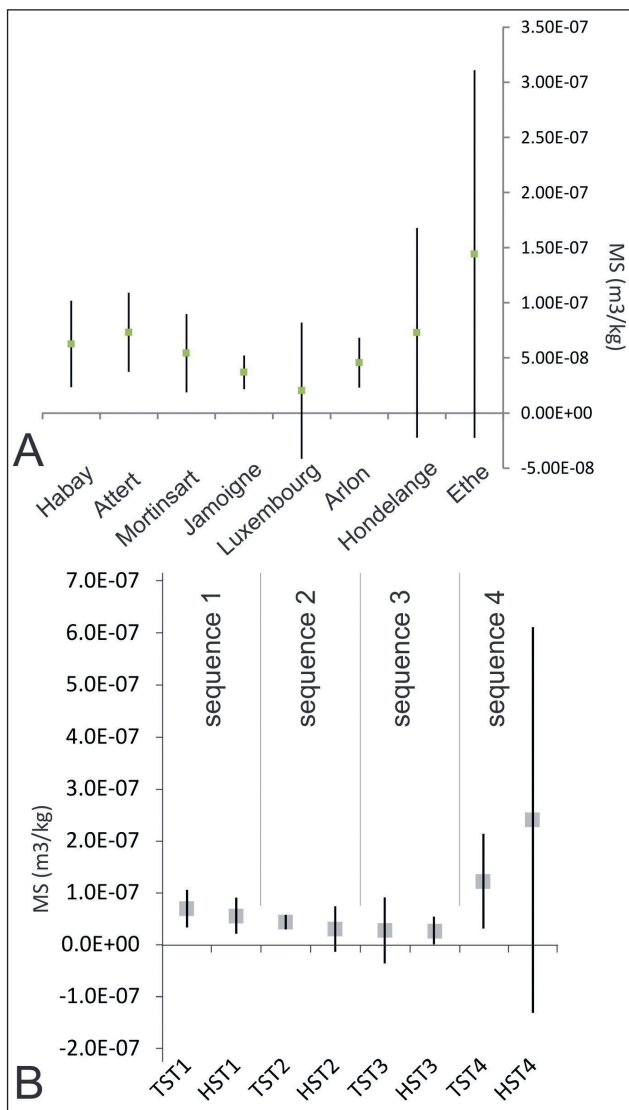 3.50E-07
3.00E-07
2.50E-07
2.00E-07
1.50E-07
1.00E-07
5.00E-08
0.00E+00
-5.00E-08
MS (m3/kg)
A
Habay
Attert
Mortinsart
Jamoigne
Luxembourg
Arlon
Hondelange
Ethe
7.0E-07
6.0E-07
5.0E-07
4.0E-07
3.0E-07
2.0E-07
1.0E-07
0.0E+00
-1.0E-07
-2.0E-07
MS (m3/kg)
sequence 1
sequence 2
sequence 3
sequence 4
B
TST1
HST1
TST2
HST2
TST3
HST3
TST4
HST4